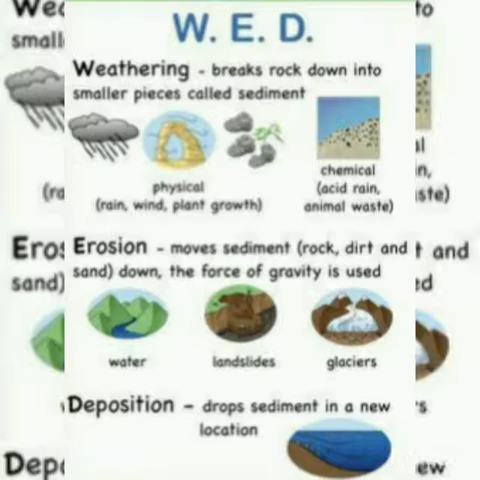 W. E. D.
Weathering - breaks rock down into
smaller pieces called sediment
physical
(rain, wind, plant growth)
chemical
(acid rain,
animal waste)
Erosion - moves sediment (rock, dirt and
sand) down, the force of gravity is used
water
landslides
glaciers
Deposition - drops sediment in a new
location